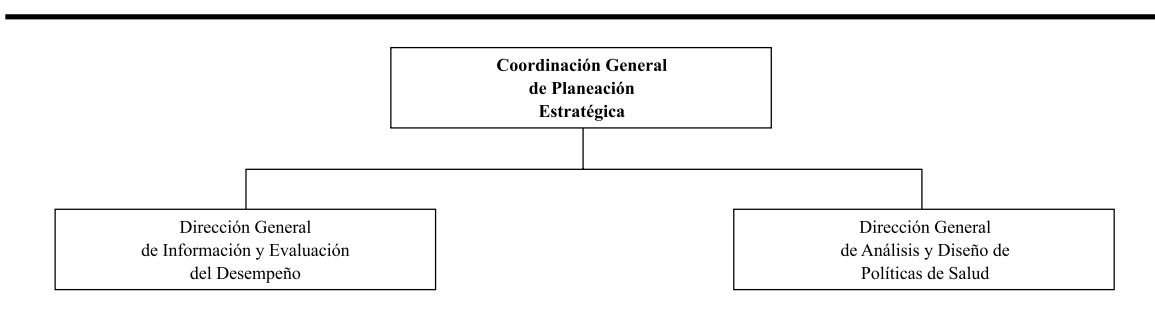 Coordinación General
de Planeación
Estratégica
Dirección General
de Información y Evaluación
del Desempeño
Dirección General
de Análisis y Diseño de
Políticas de Salud